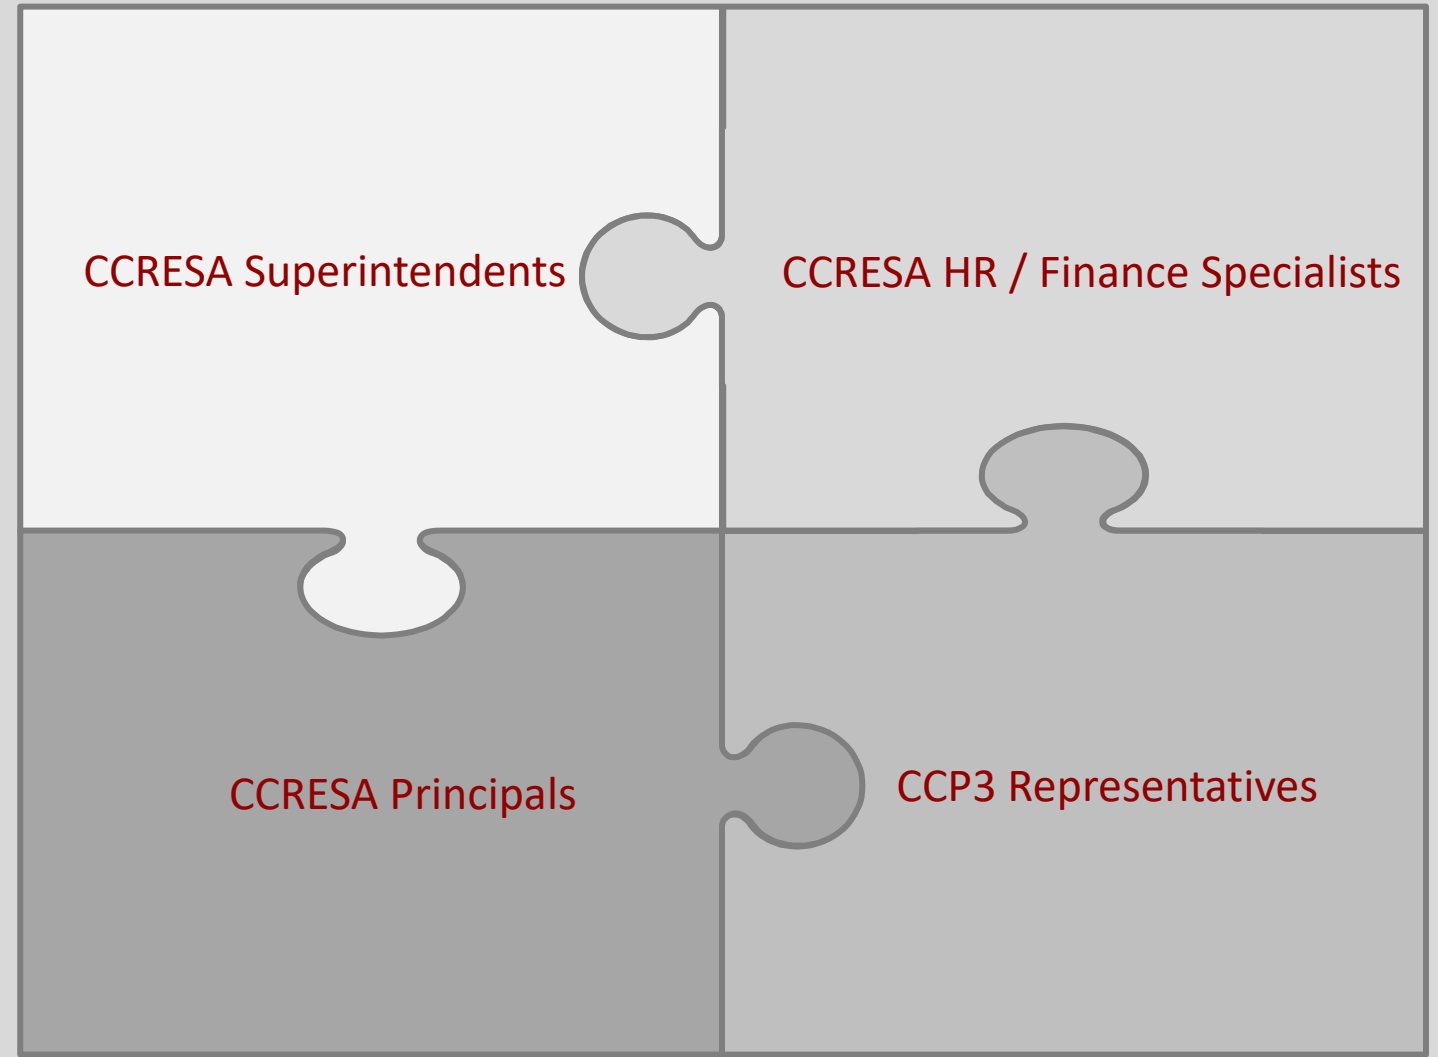 CCRESA Superintendents
CCRESA HR / Finance Specialists
CCRESA Principals
CCP3 Representatives